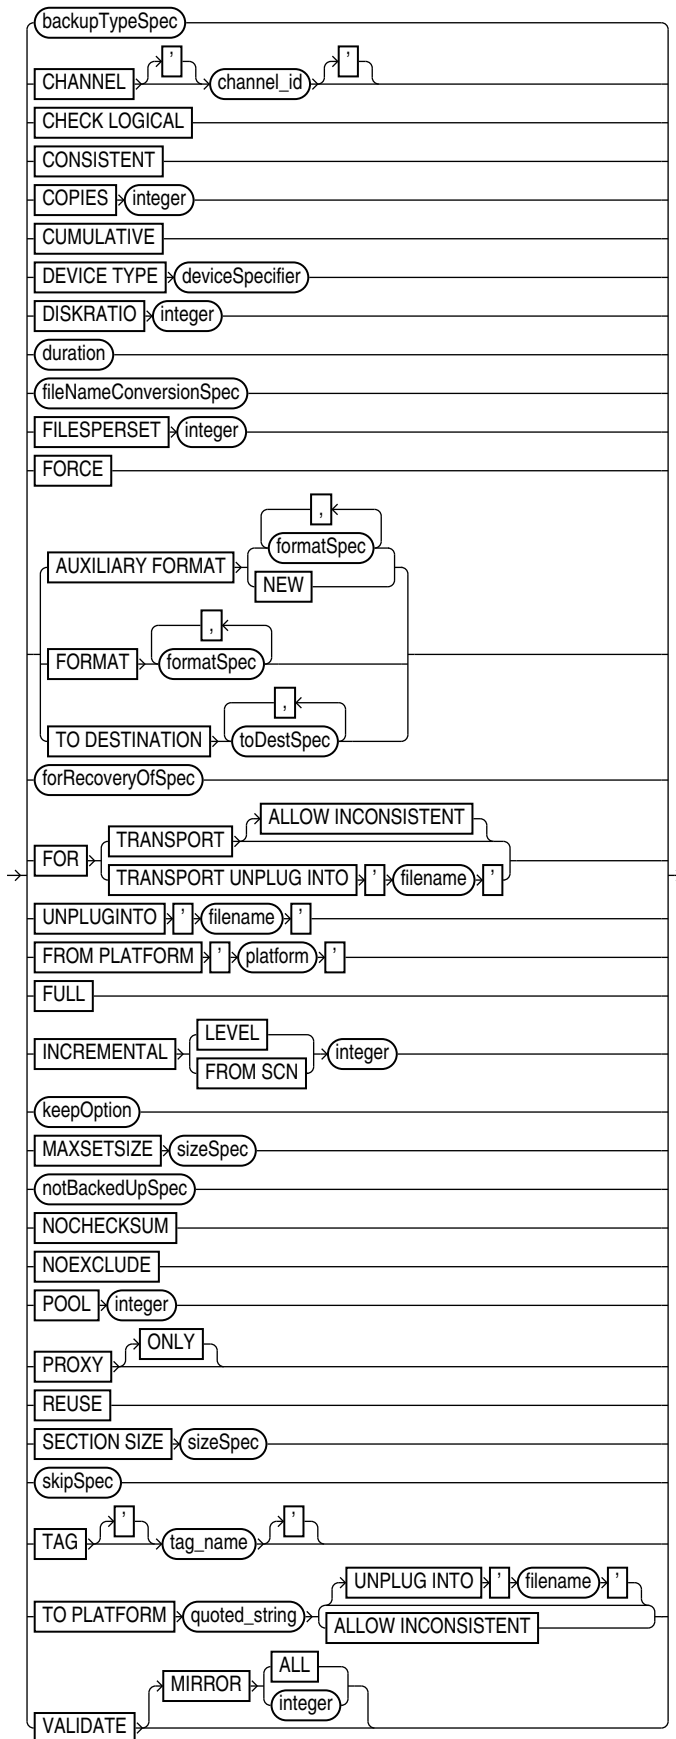 backupTypeSpec
CHANNEL ' channel_id '
CHECK LOGICAL
CONSISTENT
COPIES integer
CUMULATIVE
DEVICE TYPE deviceSpecifier
DISKRATIO integer
duration
fileNameConversionSpec
FILESPERSET integer
FORCE
,
AUXILIARY FORMAT formatSpec
NEW
,
FORMAT formatSpec
,
TO DESTINATION toDestSpec
forRecoveryOfSpec
ALLOW INCONSISTENT
FOR TRANSPORT
TRANSPORT UNPLUG INTO ' filename '
UNPLUGINTO ' filename '
FROM PLATFORM ' platform '
FULL
INCREMENTAL LEVEL integer
FROM SCN
keepOption
MAXSETSIZE sizeSpec
notBackedUpSpec
NOCHECKSUM
NOEXCLUDE
POOL integer
ONLY
PROXY
REUSE
SECTION SIZE sizeSpec
skipSpec
TAG ' tag_name '
UNPLUG INTO ' filename '
TO PLATFORM quoted_string
ALLOW INCONSISTENT
ALL
MIRROR
integer
VALIDATE